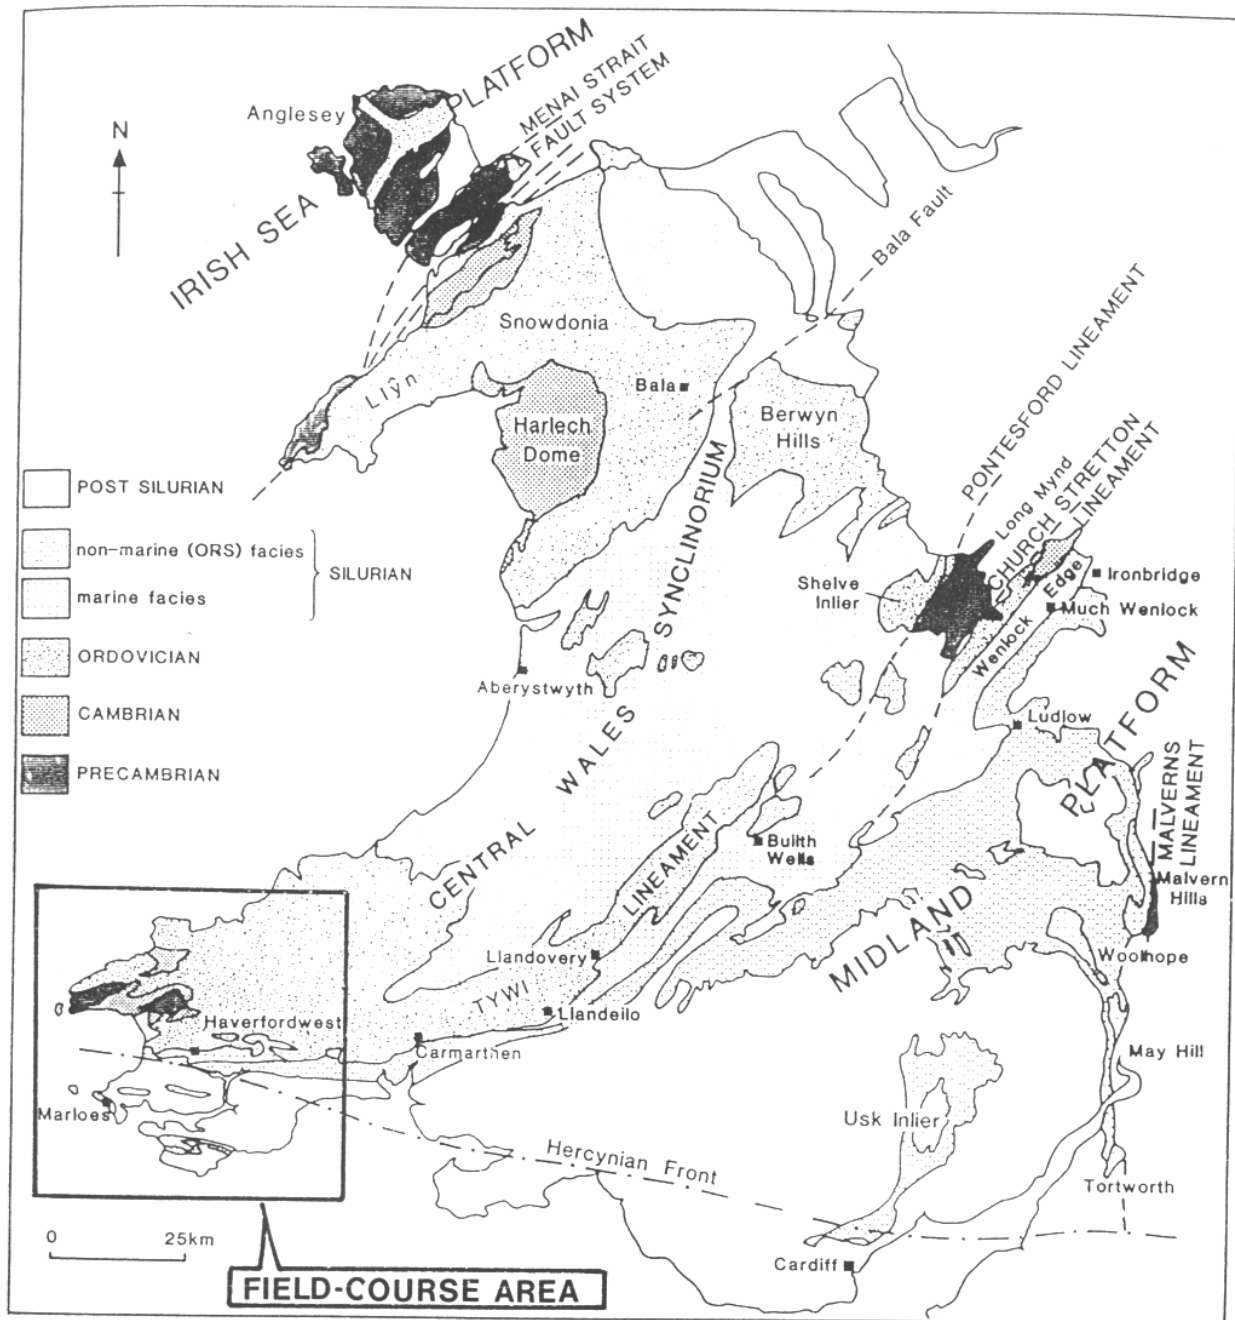 PLATFORM
MENAI STRAIT
FAULT SYSTEM
Anglesey
N
IRISH SEA
Bala Fault
Snowdonia
PONTESFORD LINEAMENT
Llŷn
Bala
Berwyn
Hills
Harlech
Dome
Long Mynd
CHURCH STRETTON
LINEAMENT
POST SILURIAN
non-marine (ORS) facies
SILURIAN
marine facies
ORDOVICIAN
CAMBRIAN
PRECAMBRIAN
SYNCLINORIUM
Shelve
Inlier
Edge
Ironbridge
Much Wenlock
Wenlock
Aberystwyth
WALES
Ludlow
PLATFORM
MALVERNS
LINEAMENT
Builth
Wells
LINEAMENT
CENTRAL
Malvern
Hills
MIDLAND
Llandovery
TYWI
Woolhope
Llandeilo
Haverfordwest
Carmarthen
May Hill
Marloes
Usk Inlier
Hercynian Front
Tortworth
0 25km
Cardiff
FIELD-COURSE AREA